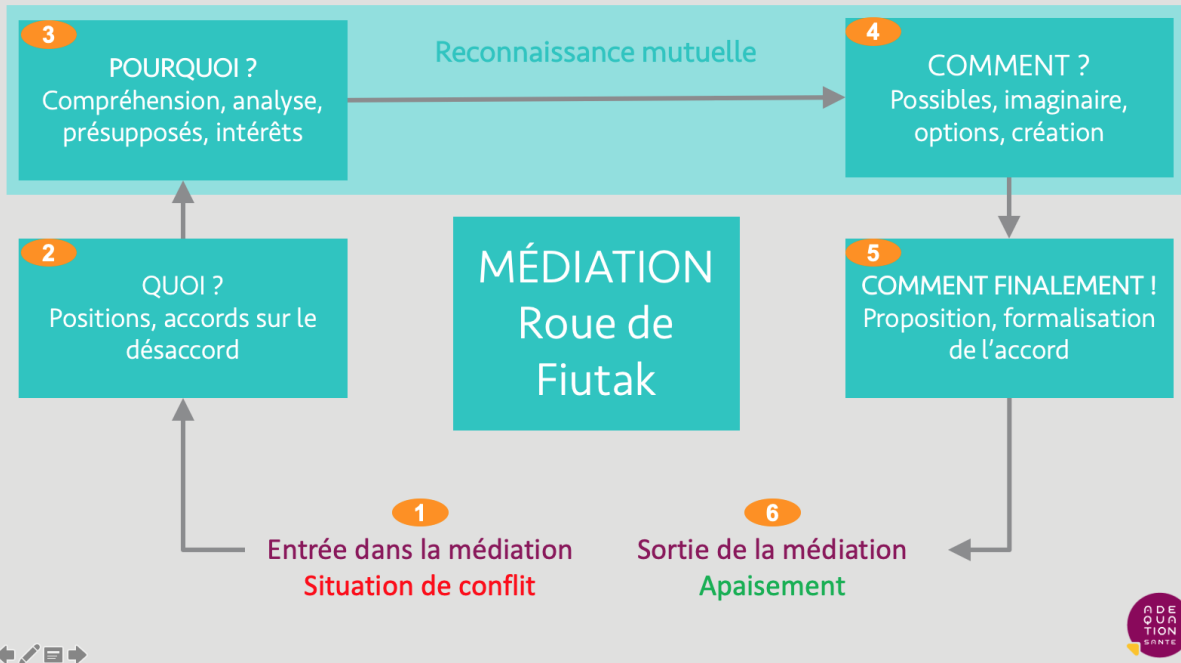 3
POURQUOI ?
Compréhension, analyse,
présupposés, intérêts
Reconnaissance mutuelle
4
COMMENT ?
Possibles, imaginaire,
options, création
2
QUOI ?
Positions, accords sur le
désaccord
MÉDIATION
Roue de
Fiutak
5
COMMENT FINALEMENT !
Proposition, formalisation
de l’accord
1
Entrée dans la médiation
Situation de conflit
6
Sortie de la médiation
Apaisement
ADE
QUA
TION
SANTE